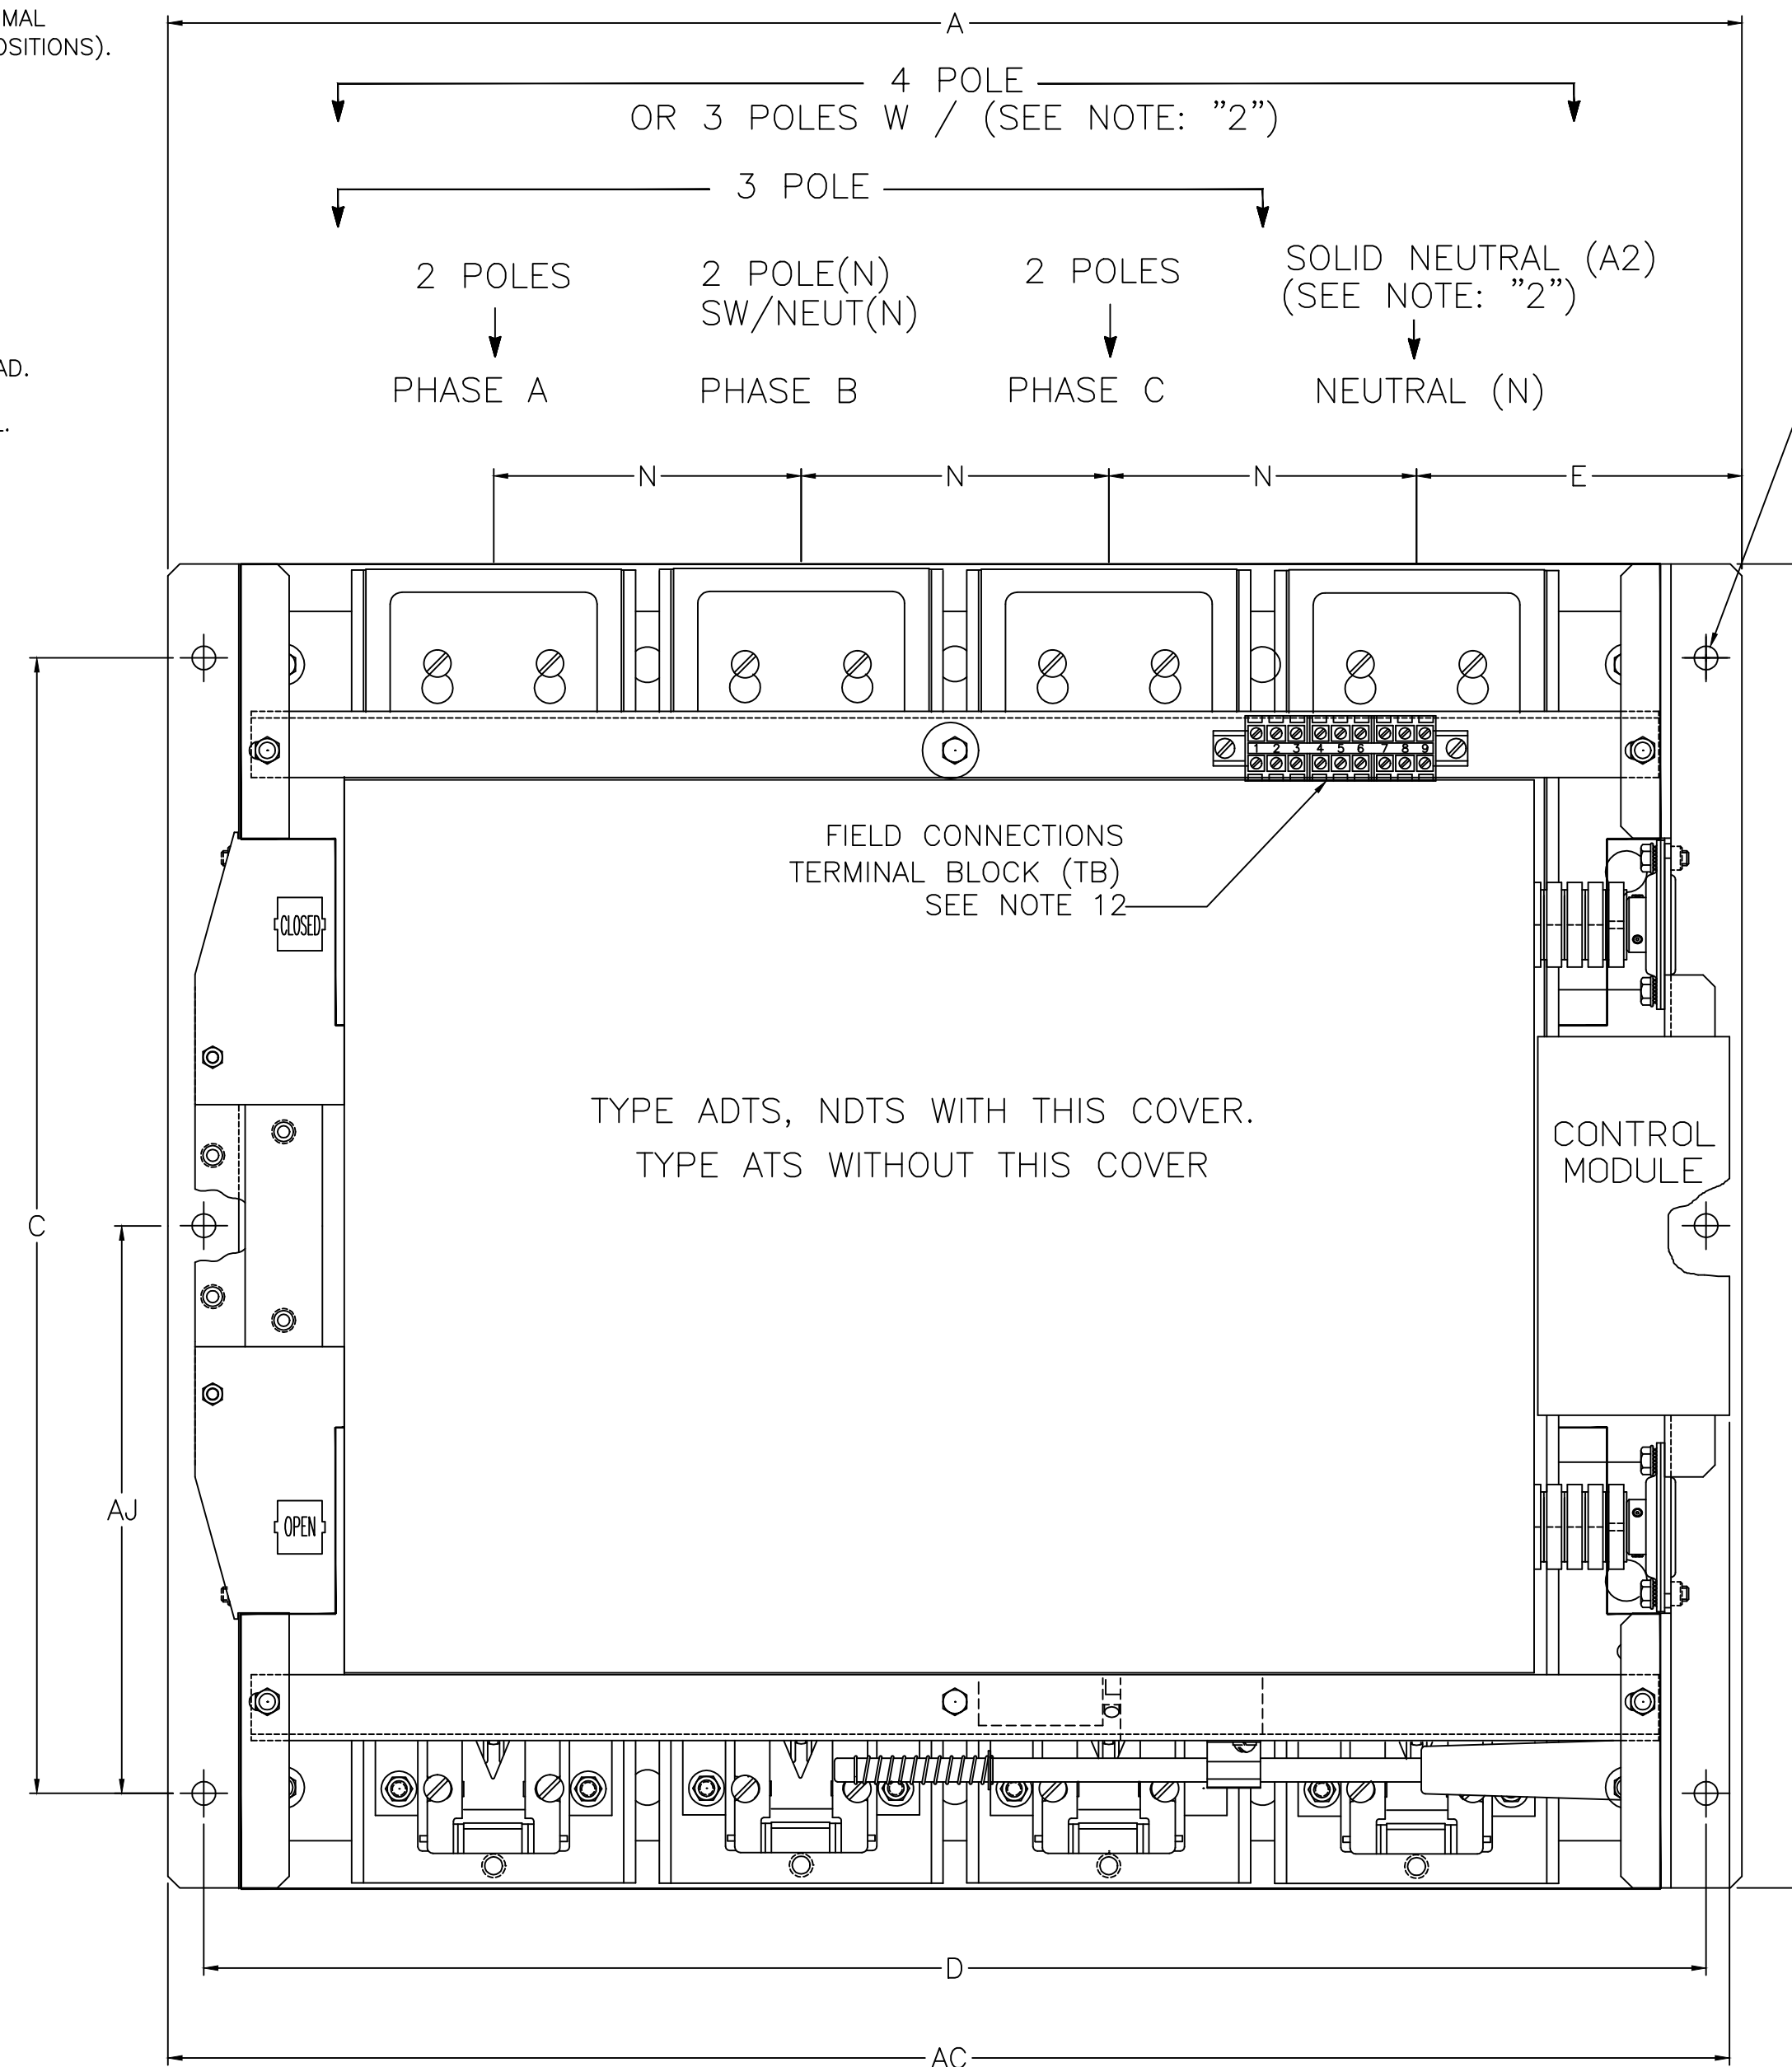 MAL
OSITIONS).
AD.
.
A
4 POLE
OR 3 POLES W / (SEE NOTE: "2")
3 POLE
2 POLES
2 POLE(N)
SW/NEUT(N)
2 POLES
SOLID NEUTRAL (A2)
(SEE NOTE: "2")
PHASE A
PHASE B
PHASE C
NEUTRAL (N)
N
N
N
E
1 2 3 4 5 6 7 8 9
FIELD CONNECTIONS
TERMINAL BLOCK (TB)
SEE NOTE 12
CLOSED
TYPE ADTS, NDTS WITH THIS COVER.
TYPE ATS WITHOUT THIS COVER
CONTROL
MODULE
C
AJ
OPEN
D
AC